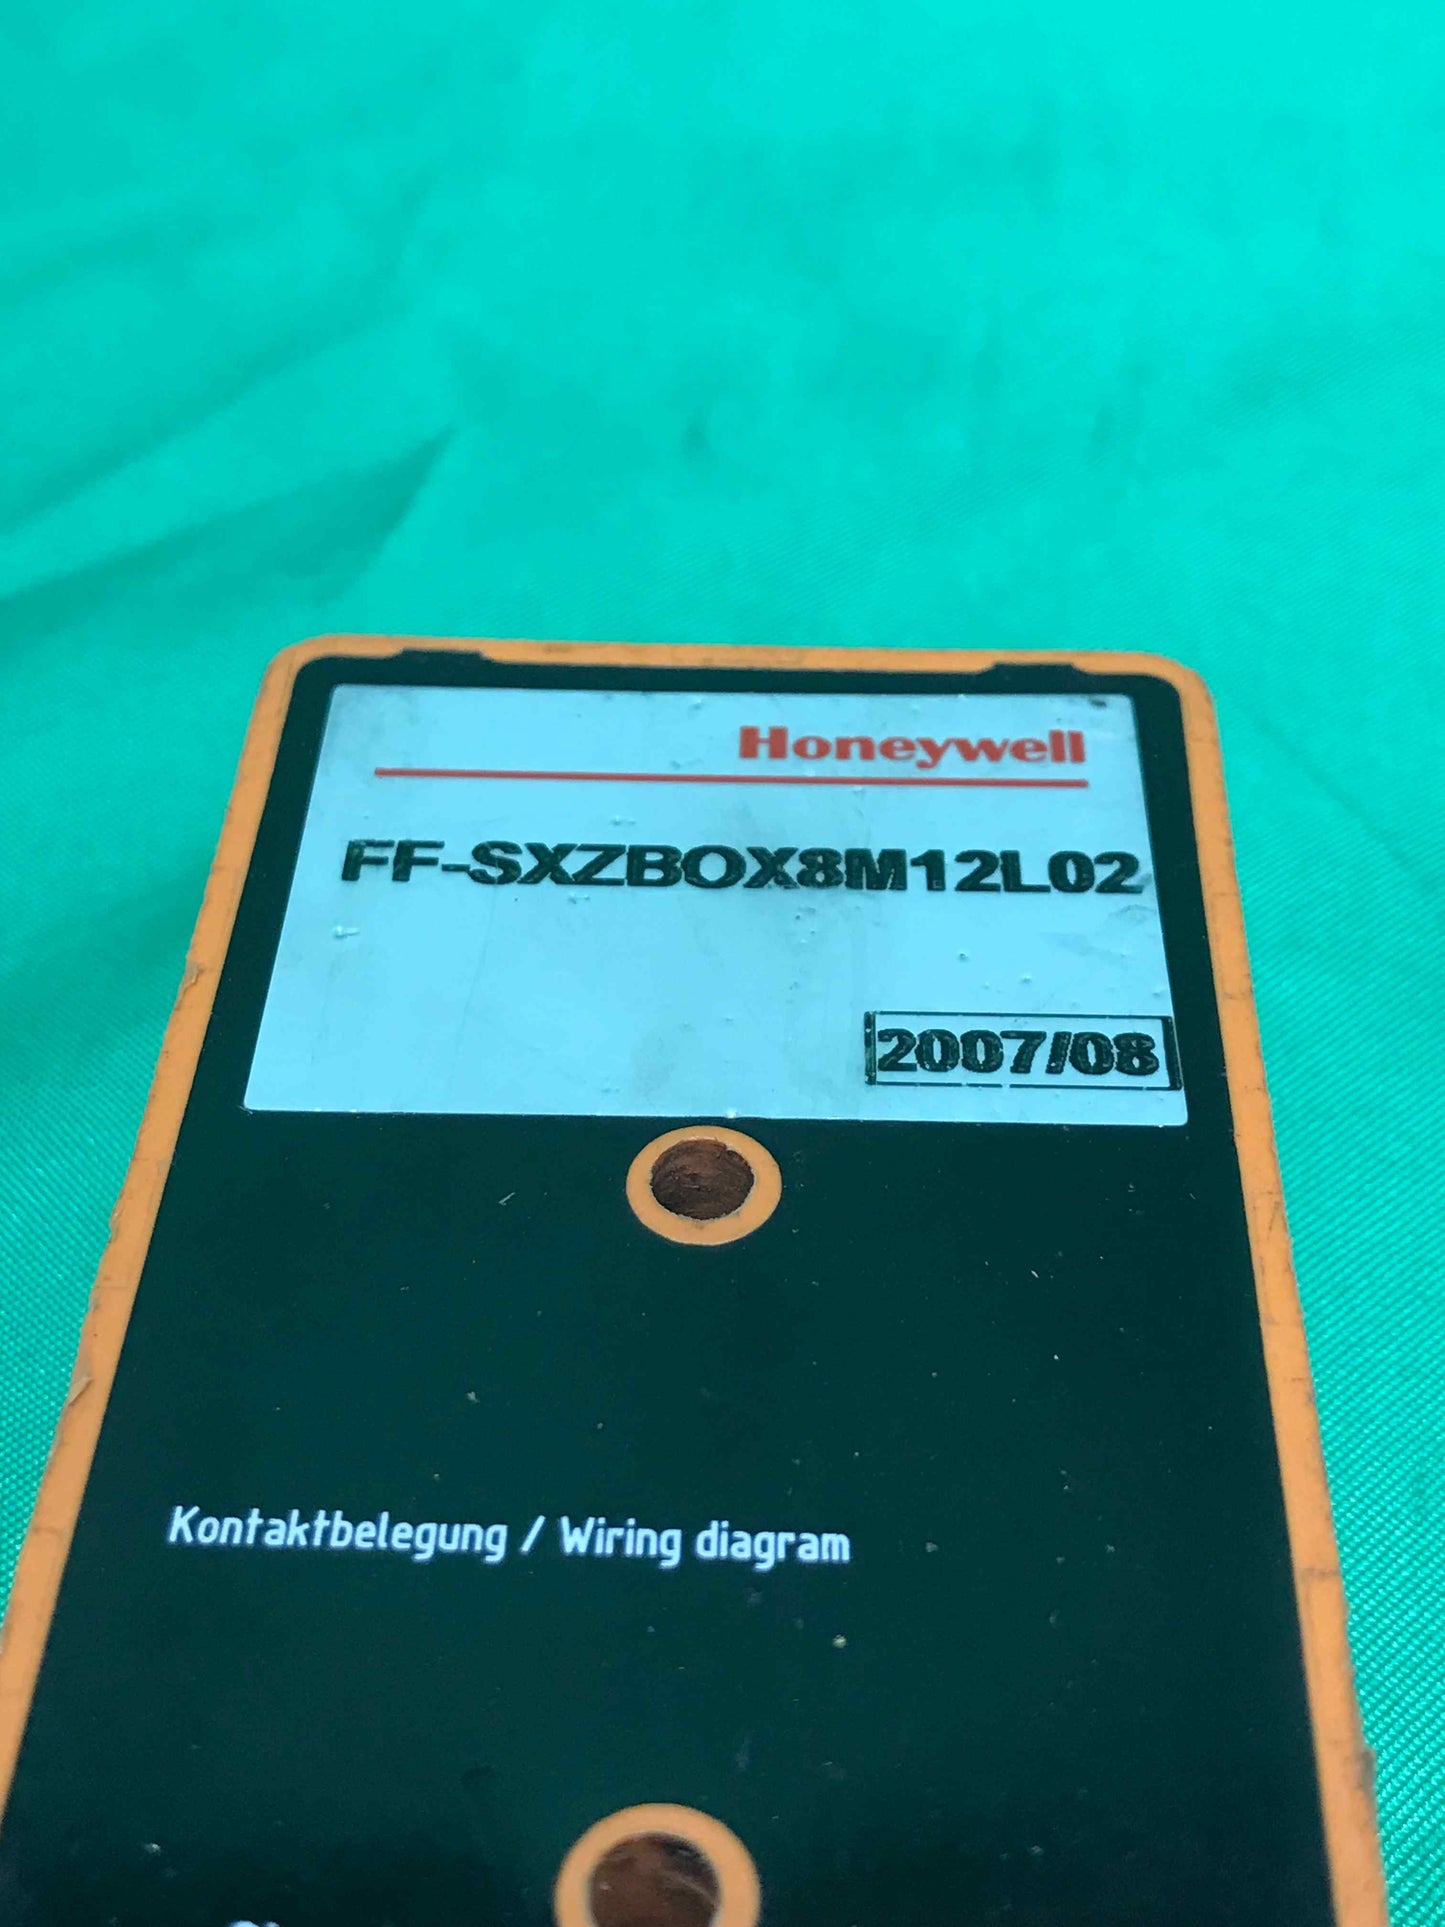 Honeywell
FF-SXZBOX8M12L02
2007/08
Kontaktbelegung / Wiring diagram